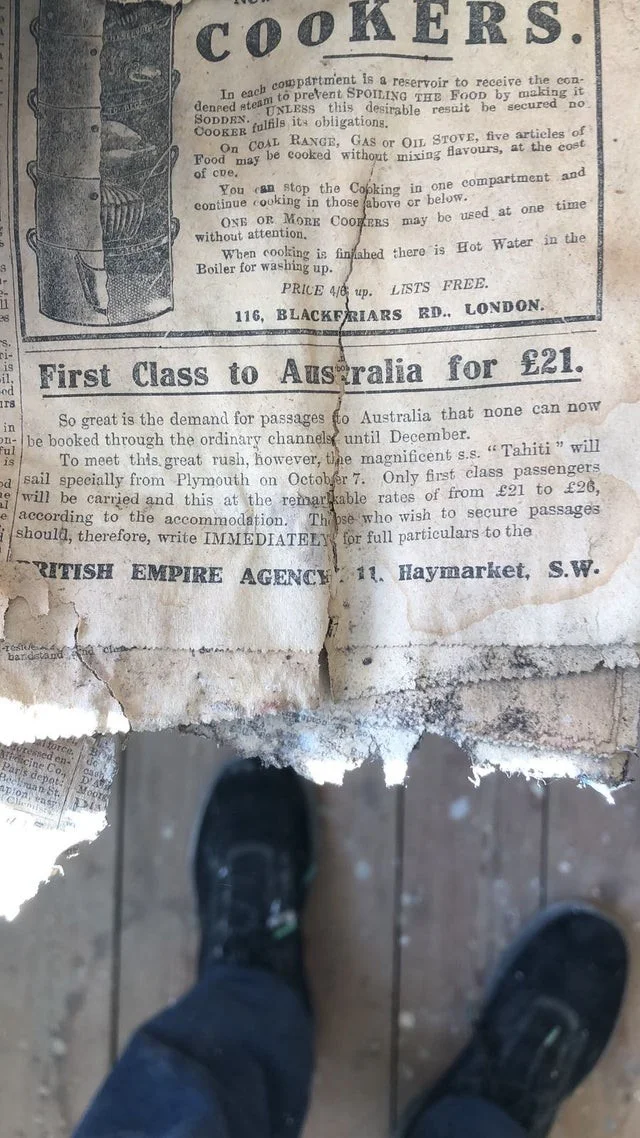 COOKERS.
In each compartment is a reservoir to receive the con-
densed steam to prevent SPOILING THE FOOD by making it
SODDEN. UNLESS this desirable result be secured no
COOKER fulfils its obligations.
On COAL RANGE, GAS or OIL STOVE, five articles of
Food may be cooked without mixing flavours, at the cost
of one.
You can stop the Cooking in one compartment and
continue cooking in those above or below.
ONE OR MORE COOKERS may be used at one time
without attention.
When cooking is finished there is Hot Water in the
Boiler for washing up.
PRICE 4/6 up. LISTS FREE.
116, BLACKFRIARS RD., LONDON.
First Class to Australia for £21.
So great is the demand for passages to Australia that none can now
be booked through the ordinary channels until December.
To meet this great rush, however, the magnificent s.s. "Tahiti" will
sail specially from Plymouth on October 7. Only first class passengers
will be carried and this at the remarkable rates of from £21 to £26,
according to the accommodation. Those who wish to secure passages
should, therefore, write IMMEDIATELY for full particulars to the
BRITISH EMPIRE AGENCY, 11, Haymarket, S.W.
bandstand
force
depot